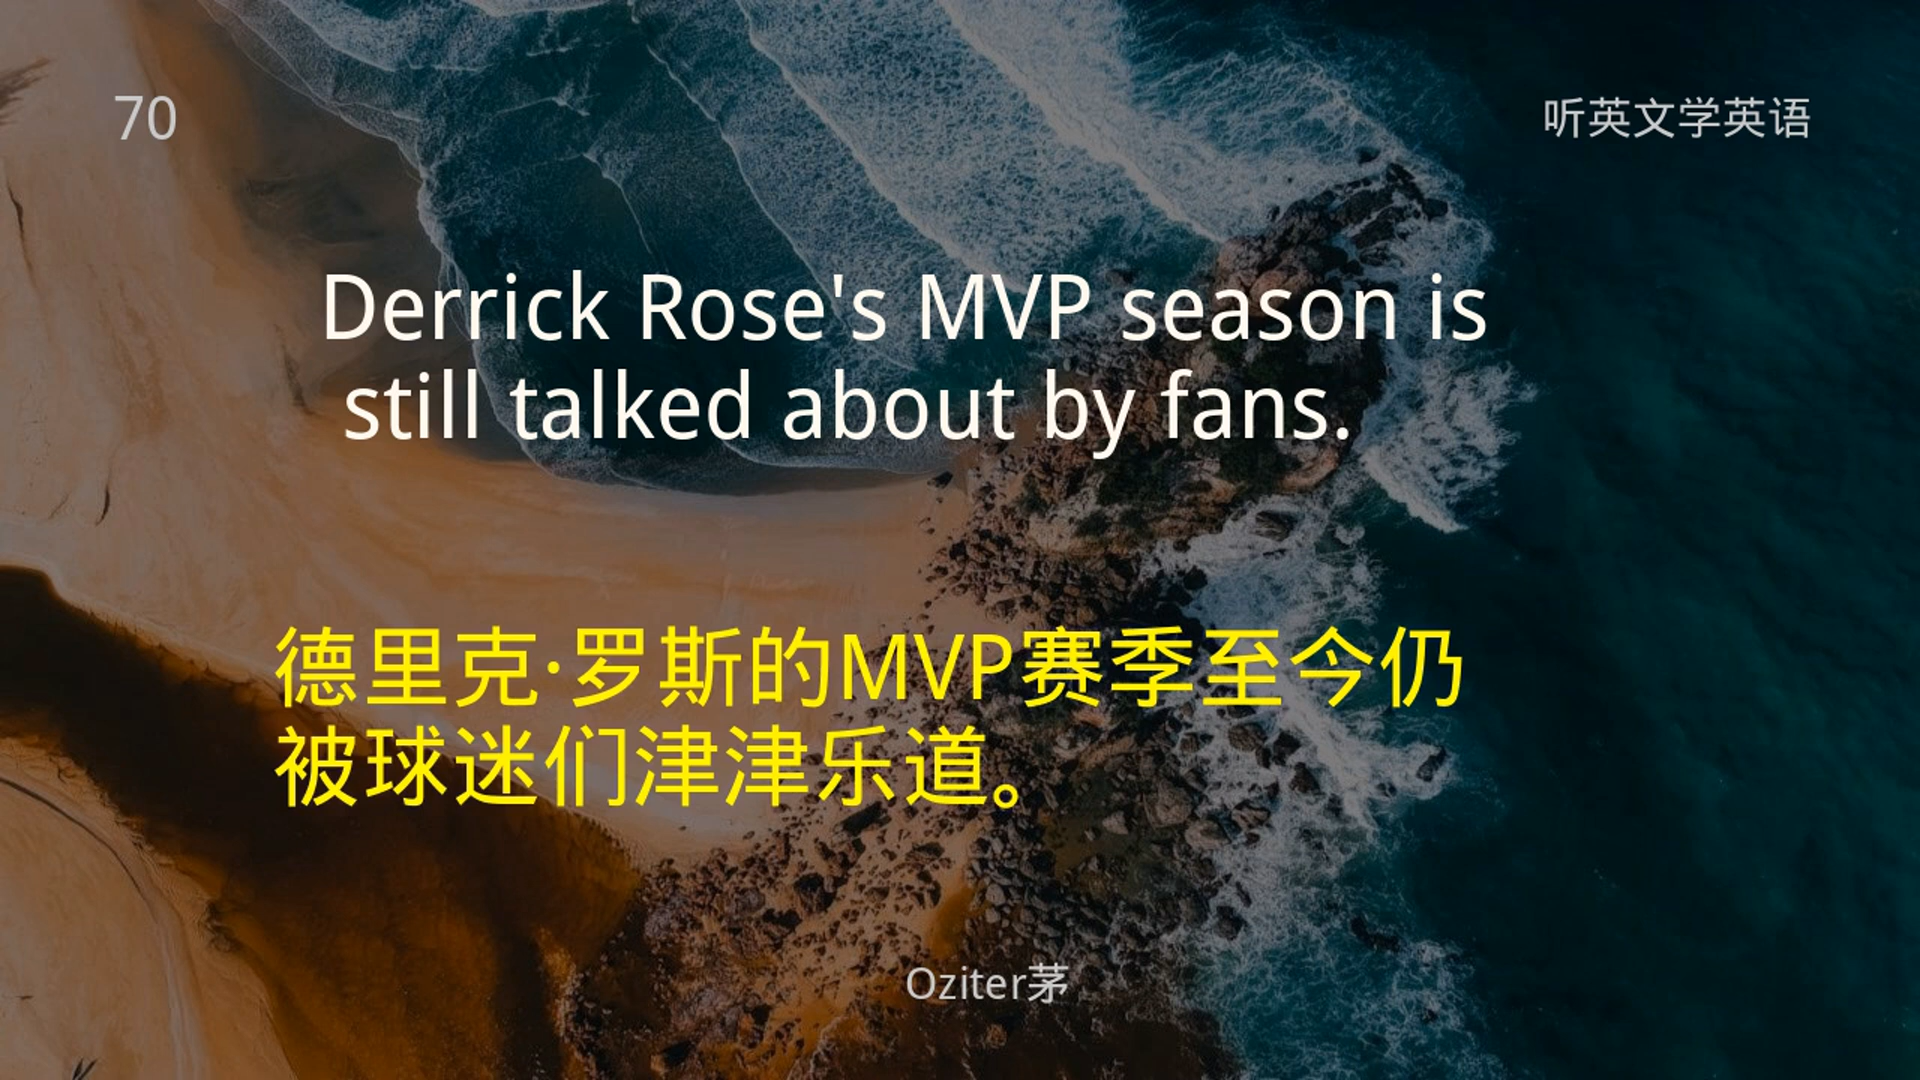 70
听英文学英语
Derrick Rose's MVP season is
still talked about by fans.
德里克·罗斯的MVP赛季至今仍
被球迷们津津乐道。
Oziter茅